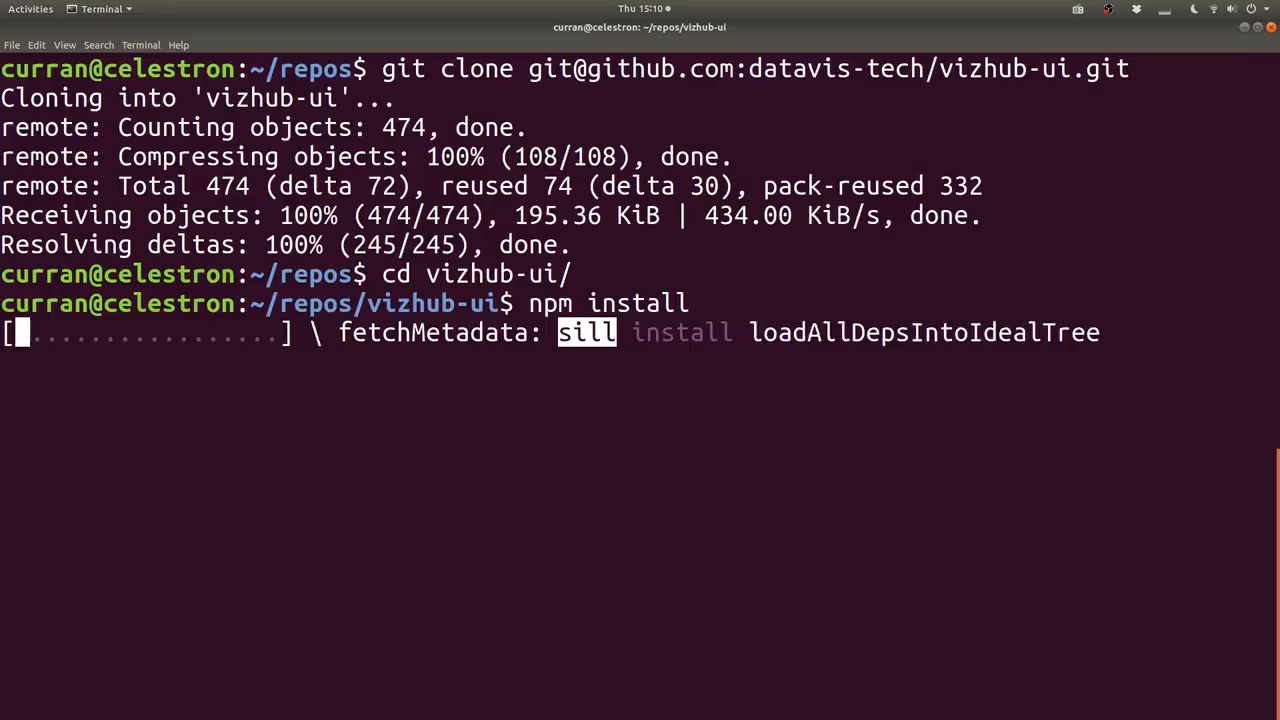 Activities Terminal Thu 15:10
curran@celestron: ~/repos/vizhub-ui
File Edit View Search Terminal Help
curran@celestron:~/repos$ git clone git@github.com:datavis-tech/vizhub-ui.git
Cloning into 'vizhub-ui'...
remote: Counting objects: 474, done.
remote: Compressing objects: 100% (108/108), done.
remote: Total 474 (delta 72), reused 74 (delta 30), pack-reused 332
Receiving objects: 100% (474/474), 195.36 KiB | 434.00 KiB/s, done.
Resolving deltas: 100% (245/245), done.
curran@celestron:~/repos$ cd vizhub-ui/
curran@celestron:~/repos/vizhub-ui$ npm install
[ .................] \ fetchMetadata: sill install loadAllDepsIntoIdealTree